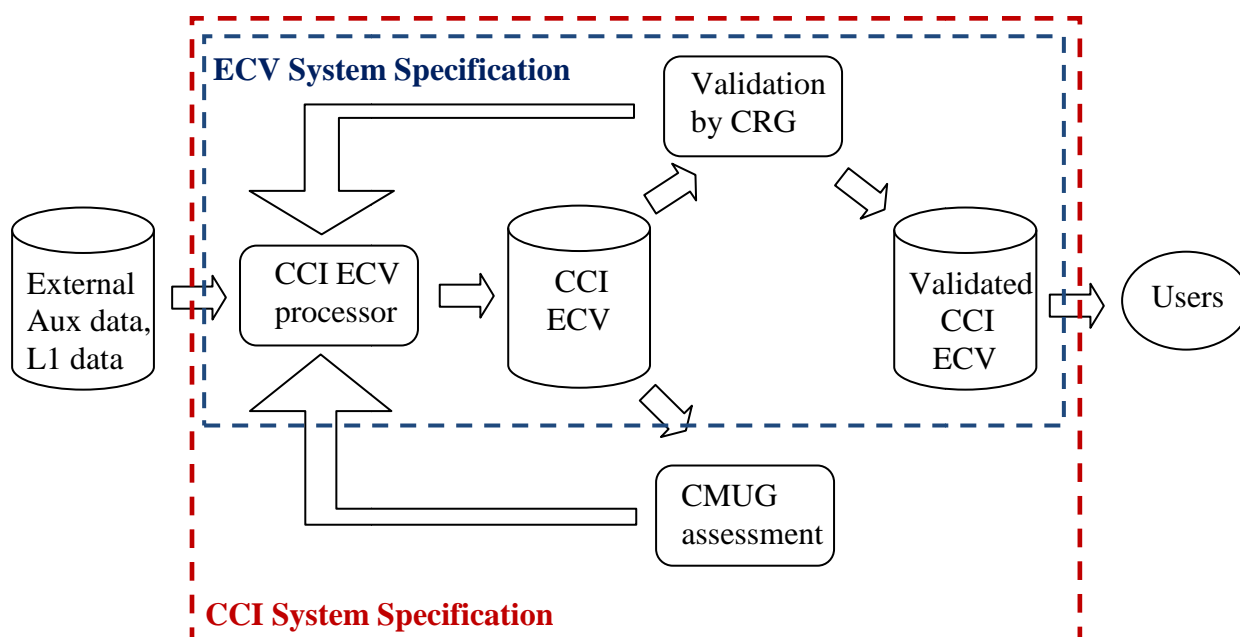 ECV System Specification
Validation
by CRG
External
Aux data,
L1 data
CCI ECV
processor
CCI
ECV
Validated
CCI
ECV
Users
CMUG
assessment
CCI System Specification